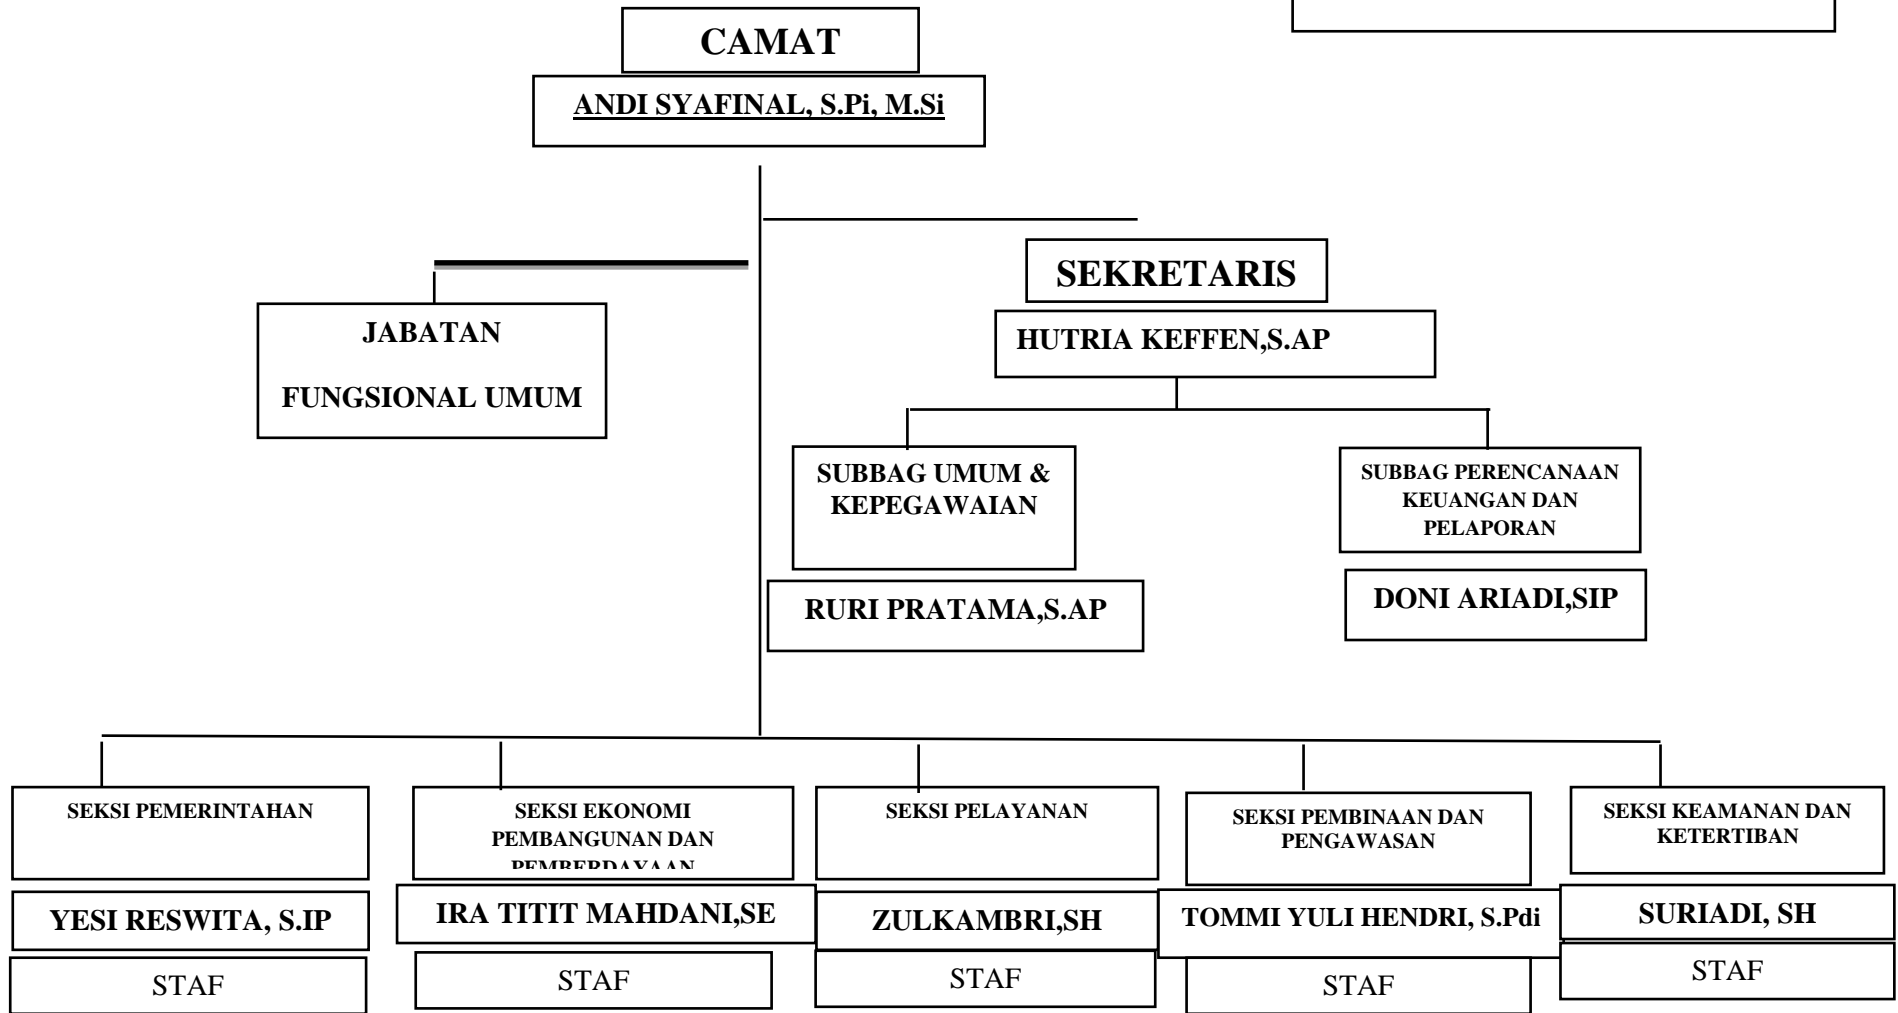 CAMAT
ANDI SYAFINAL, S.Pi, M.Si
SEKRETARIS
HUTRIA KEFFEN,S.AP
JABATAN
FUNGSIONAL UMUM
SUBBAG UMUM &
KEPEGAWAIAN
RURI PRATAMA,S.AP
SUBBAG PERENCANAAN
KEUANGAN DAN
PELAPORAN
DONI ARIADI,SIP
SEKSI PEMERINTAHAN
YESI RESWITA, S.IP
STAF
SEKSI EKONOMI
PEMBANGUNAN DAN
PEMBERDAYAAN
IRA TITIT MAHDANI,SE
STAF
SEKSI PELAYANAN
ZULKAMBRI,SH
STAF
SEKSI PEMBINAAN DAN
PENGAWASAN
TOMMI YULI HENDRI, S.Pdi
STAF
SEKSI KEAMANAN DAN
KETERTIBAN
SURIADI, SH
STAF